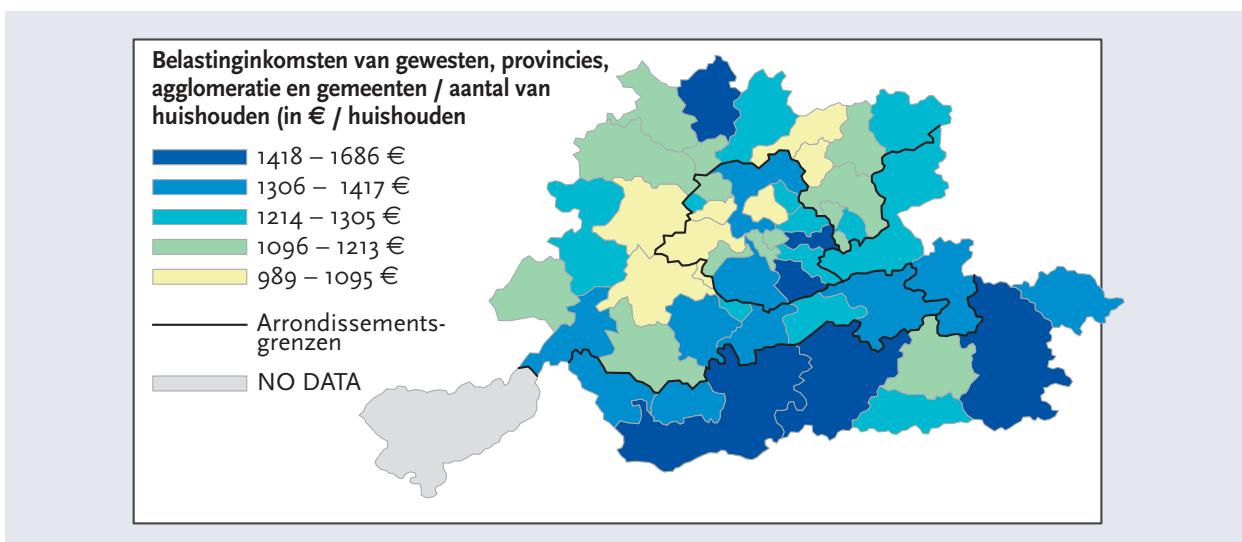 Belastinginkomsten van gewesten, provincies,
agglomeratie en gemeenten / aantal van
huishouden (in € / huishouden
1418 – 1686 €
1306 – 1417 €
1214 – 1305 €
1096 – 1213 €
989 – 1095 €
Arrondissements-
grenzen
NO DATA